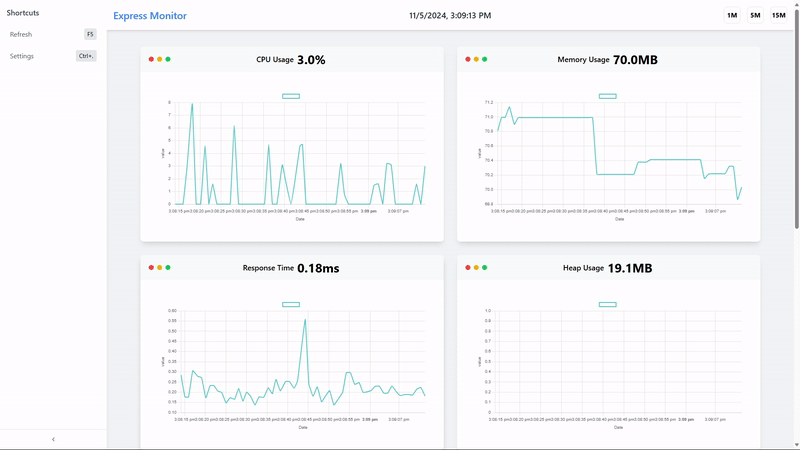 Shortcuts
Refresh F5
Settings Ctrl+.
Express Monitor
11/5/2024, 3:09:13 PM
1M 5M 15M
CPU Usage 3.0%
8
7
6
5
4
3
2
1
0
value
3:08:15 pm 3:08:20 pm 3:08:25 pm 3:08:30 pm 3:08:35 pm 3:08:40 pm 3:08:45 pm 3:08:50 pm 3:08:55 pm 3:09 pm 3:09:07 pm
Date
Memory Usage 70.0MB
71.2
71.0
70.8
70.6
70.4
70.2
70.0
69.8
value
3:08:15 pm 3:08:20 pm 3:08:25 pm 3:08:30 pm 3:08:35 pm 3:08:40 pm 3:08:45 pm 3:08:50 pm 3:08:55 pm 3:09 pm 3:09:07 pm
Date
Response Time 0.18ms
0.60
0.55
0.50
0.45
0.40
0.35
0.30
0.25
0.20
0.15
0.10
value
3:08:15 pm 3:08:20 pm 3:08:25 pm 3:08:30 pm 3:08:35 pm 3:08:40 pm 3:08:45 pm 3:08:50 pm 3:08:55 pm 3:09 pm 3:09:07 pm
Date
Heap Usage 19.1MB
1.0
0.9
0.8
0.7
0.6
0.5
0.4
0.3
0.2
0.1
0
value
3:08:15 pm 3:08:20 pm 3:08:25 pm 3:08:30 pm 3:08:35 pm 3:08:40 pm 3:08:45 pm 3:08:50 pm 3:08:55 pm 3:09 pm 3:09:07 pm
Date